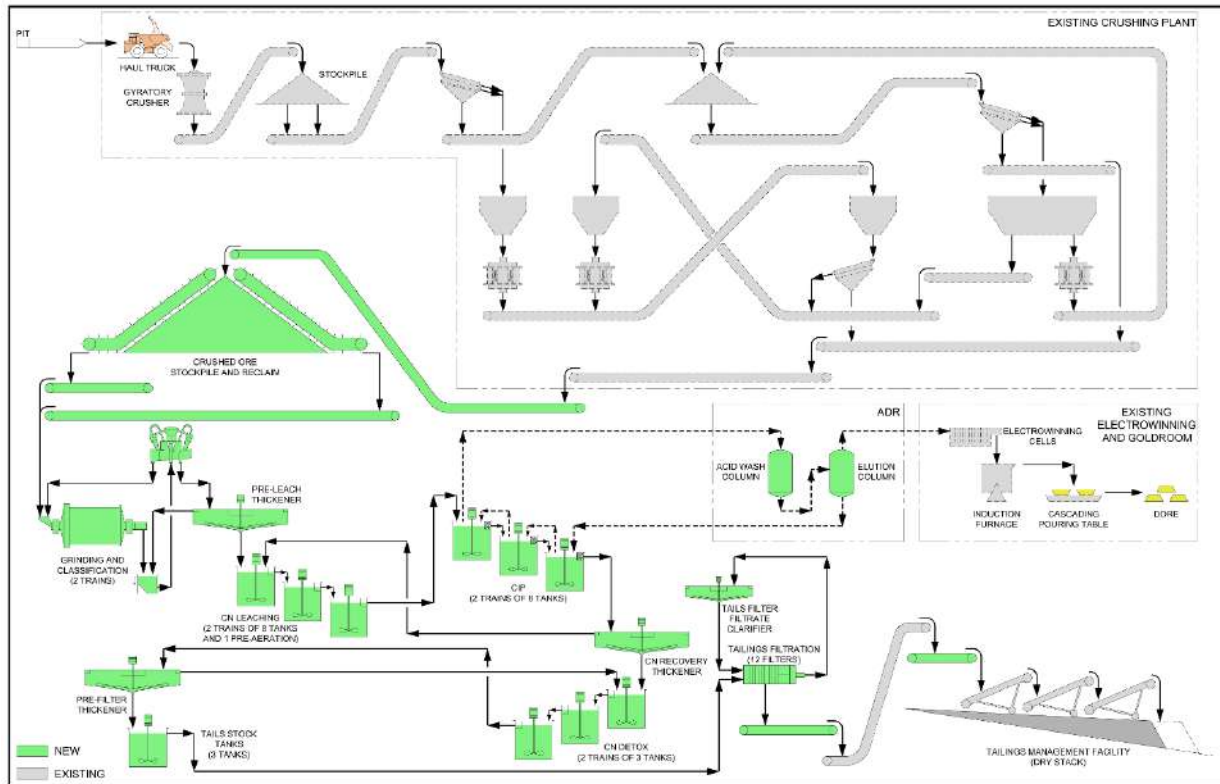 EXISTING CRUSHING PLANT
PIT
HAUL TRUCK
GYRATORY
CRUSHER
STOCKPILE
CRUSHED ORE
STOCKPILE AND RECLAIM
ADR
EXISTING
ELECTROWINNING
AND GOLDROOM
ELECTROWINNING
CELLS
ACID WASH
COLUMN
ELUTION
COLUMN
INDUCTION
FURNACE
CASCADING
POURING TABLE
DORE
PRE-LEACH
THICKENER
GRINDING AND
CLASSIFICATION
(2 TRAINS)
CN LEACHING
(2 TRAINS OF 8 TANKS
AND 1 PRE-AERATION)
CIP
(2 TRAINS OF 6 TANKS)
TAILS FILTER
FILTRATE
CLARIFIER
CN RECOVERY
THICKENER
TAILINGS FILTRATION
(12 FILTERS)
PRE-FILTER
THICKENER
TAILS STOCK
TANKS
(3 TANKS)
CN DETOX
(2 TRAINS OF 3 TANKS)
TAILINGS MANAGEMENT FACILITY
(DRY STACK)
NEW
EXISTING